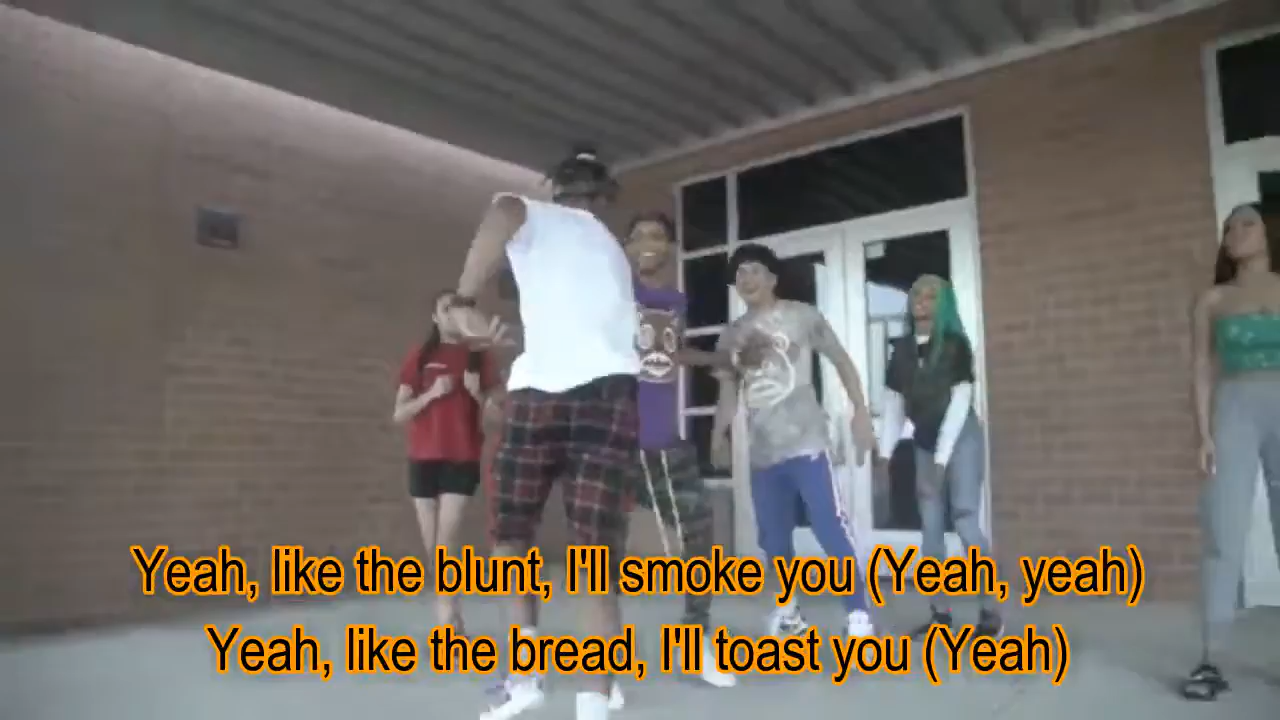 Yeah, like the blunt, I'll smoke you (Yeah, yeah)
Yeah, like the bread, I'll toast you (Yeah)